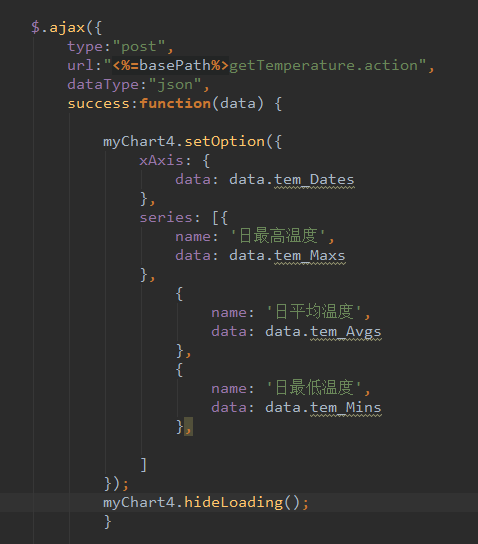 $.ajax({
type:"post",
url:"<%=basePath%>getTemperature.action",
dataType:"json",
success:function(data) {
myChart4.setOption({
xAxis: {
data: data.tem_Dates
},
series: [{
name: '日最高温度',
data: data.tem_Maxs
},
{
name: '日平均温度',
data: data.tem_Avgs
},
{
name: '日最低温度',
data: data.tem_Mins
},
]
});
myChart4.hideLoading();
}